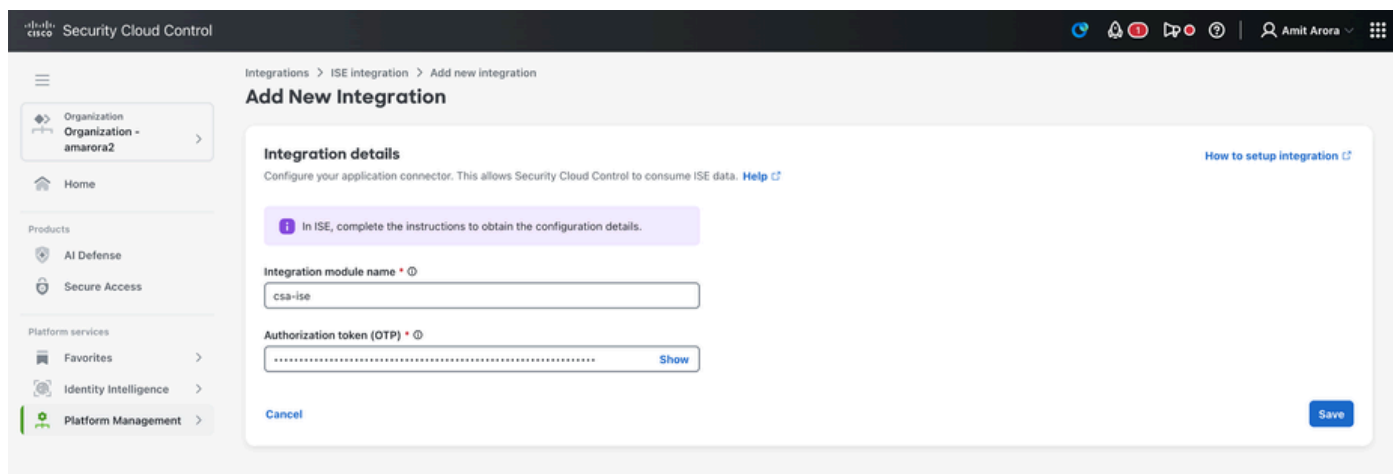 cisco Security Cloud Control
1
Amit Arora
Organization
Organization -
amarora2
Home
Products
AI Defense
Secure Access
Platform services
Favorites
Identity Intelligence
Platform Management
Integrations > ISE integration > Add new integration
Add New Integration
Integration details
How to setup integration
Configure your application connector. This allows Security Cloud Control to consume ISE data. Help
In ISE, complete the instructions to obtain the configuration details.
Integration module name *
csa-ise
Authorization token (OTP) *
Show
Cancel
Save